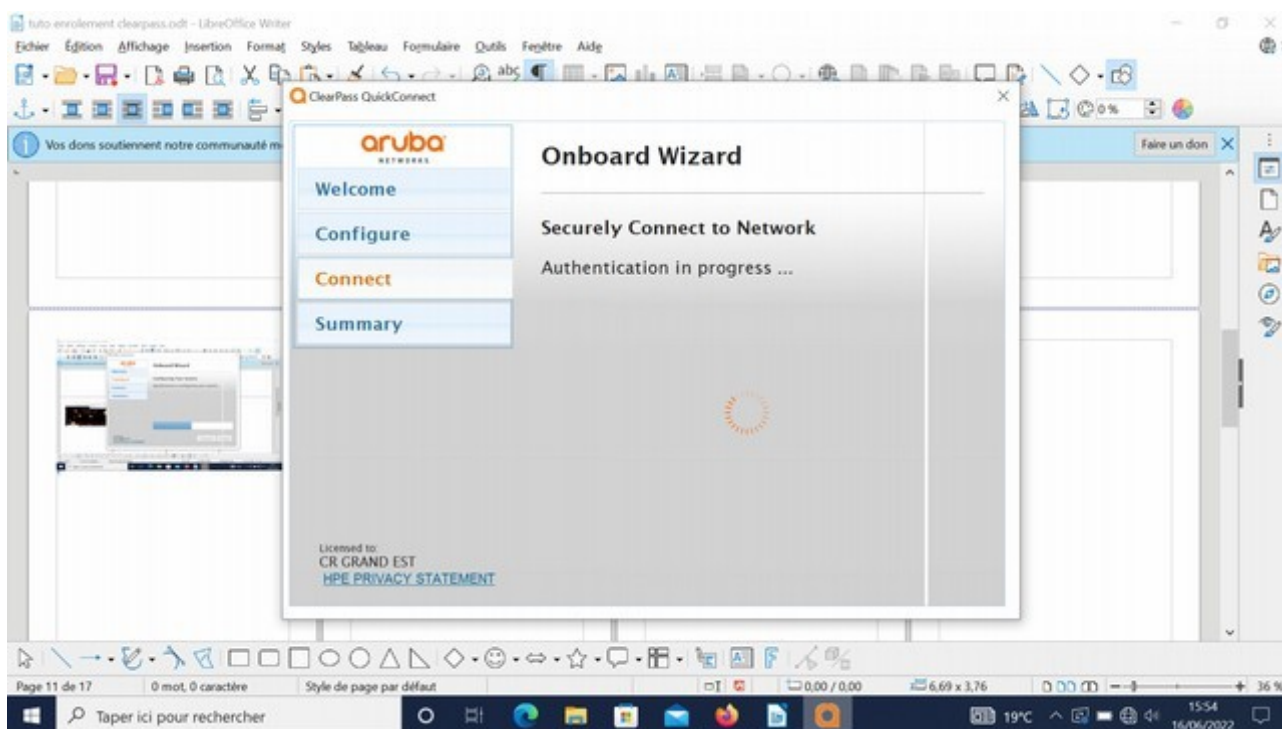 tuto enrolement clearpass.odt - LibreOffice Writer
Fichier Édition Affichage Insertion Format Styles Tableau Formulaire Outils Fenêtre Aide
ClearPass QuickConnect
0 %
Vos dons soutiennent notre communauté
Faire un don
aruba
NETWORKS
Welcome
Configure
Connect
Summary
Onboard Wizard
Securely Connect to Network
Authentication in progress ...
Licensed to:
CR GRAND EST
HPE PRIVACY STATEMENT
Page 11 de 17 0 mot, 0 caractère Style de page par défaut 0,00 / 0,00 6,69 x 3,76 36 %
Taper ici pour rechercher 19°C 15:54
16/06/2022